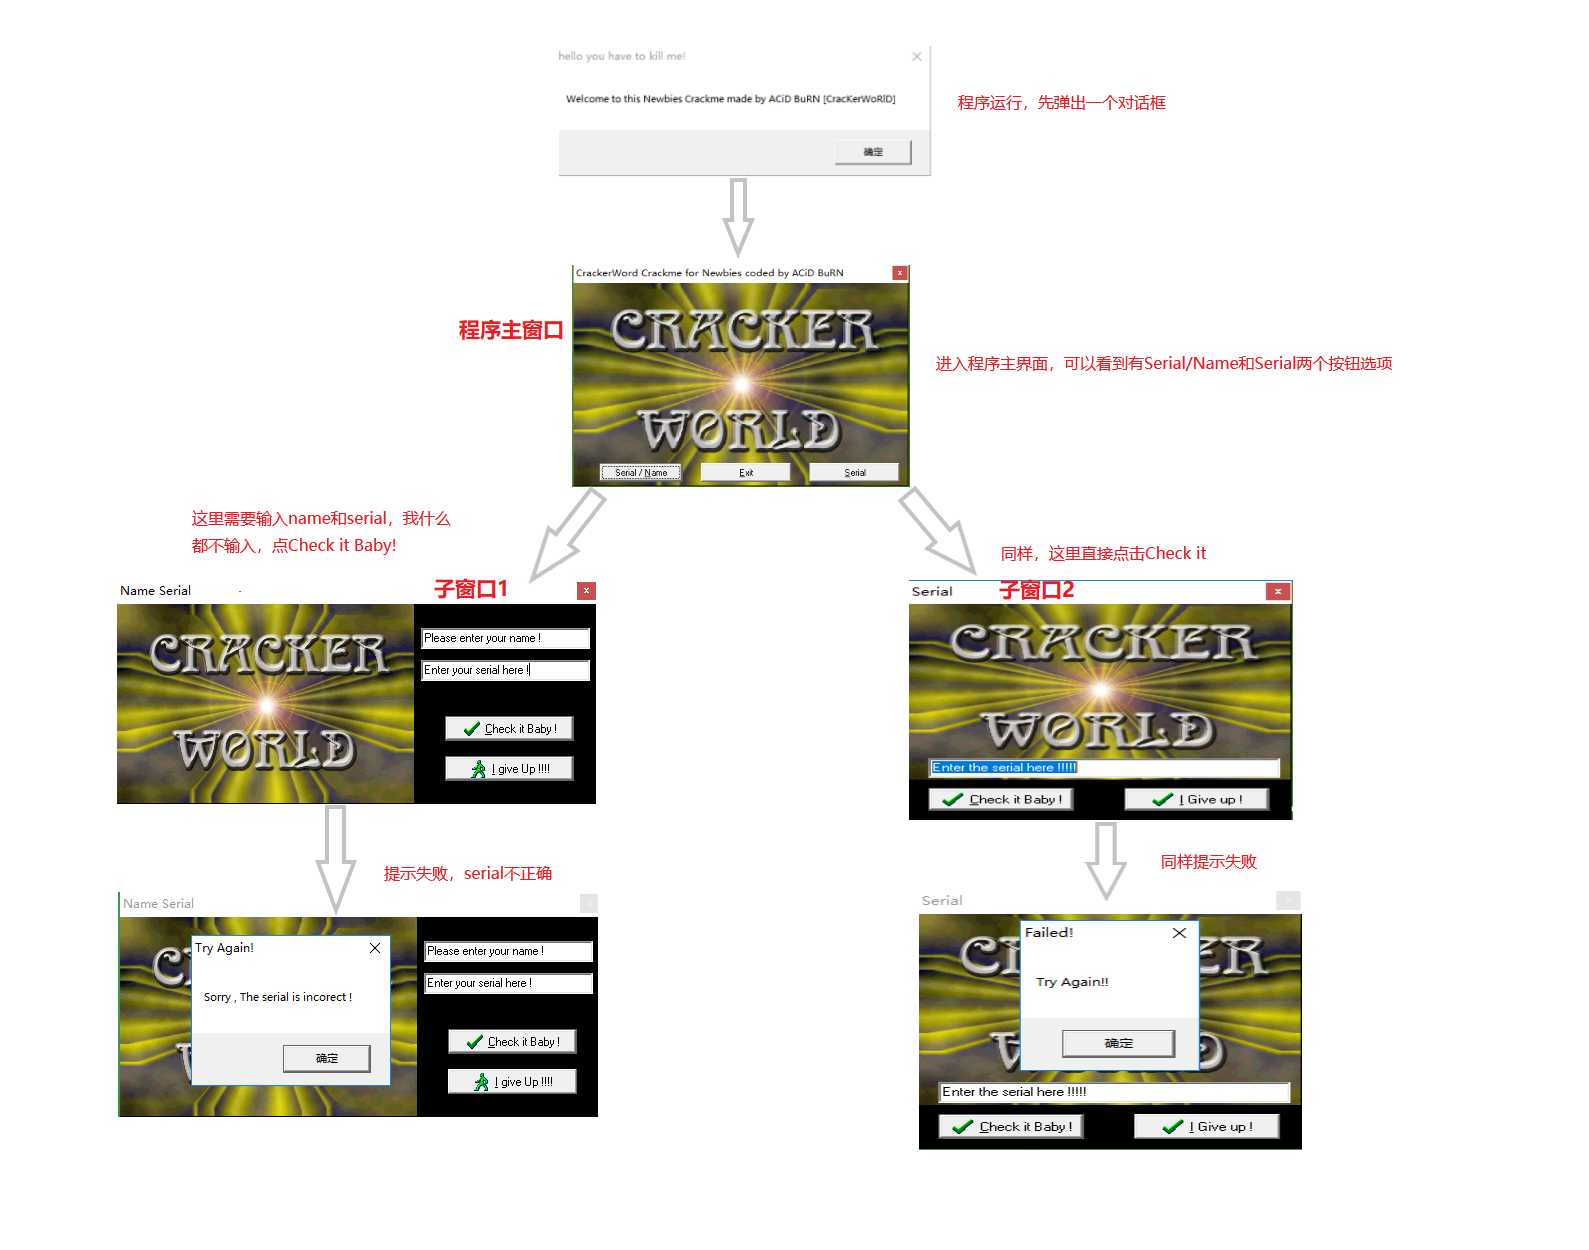 hello you have to kill me!
Welcome to this Newbies Crackme made by ACiD BuRN [CracKerWoRlD]
确定
程序运行，先弹出一个对话框
CrackerWord Crackme for Newbies coded by ACiD BuRN
x
CRACKER
WORLD
Serial / Name
Exit
Serial
程序主窗口
进入程序主界面，可以看到有Serial/Name和Serial两个按钮选项
这里需要输入name和serial，我什么
都不输入，点Check it Baby!
同样，这里直接点击Check it
Name Serial
子窗口1
x
CRACKER
WORLD
Please enter your name !
Enter your serial here !
Check it Baby !
I give Up !!!!
Serial
子窗口2
x
CRACKER
WORLD
Enter the serial here !!!!!
Check it Baby !
I Give up !
提示失败，serial不正确
同样提示失败
Name Serial
x
Try Again!
Sorry , The serial is incorect !
确定
Please enter your name !
Enter your serial here !
Check it Baby !
I give Up !!!!
Serial
x
Failed!
Try Again!!
确定
Enter the serial here !!!!!
Check it Baby !
I Give up !